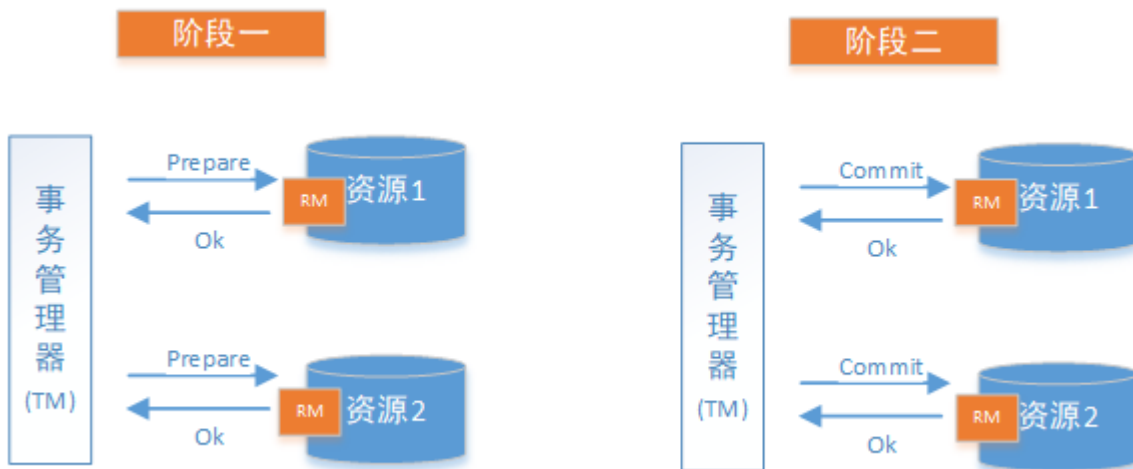 阶段一
事务管理器
(TM)
Prepare
Ok
RM
资源1
Prepare
Ok
RM
资源2
阶段二
事务管理器
(TM)
Commit
Ok
RM
资源1
Commit
Ok
RM
资源2